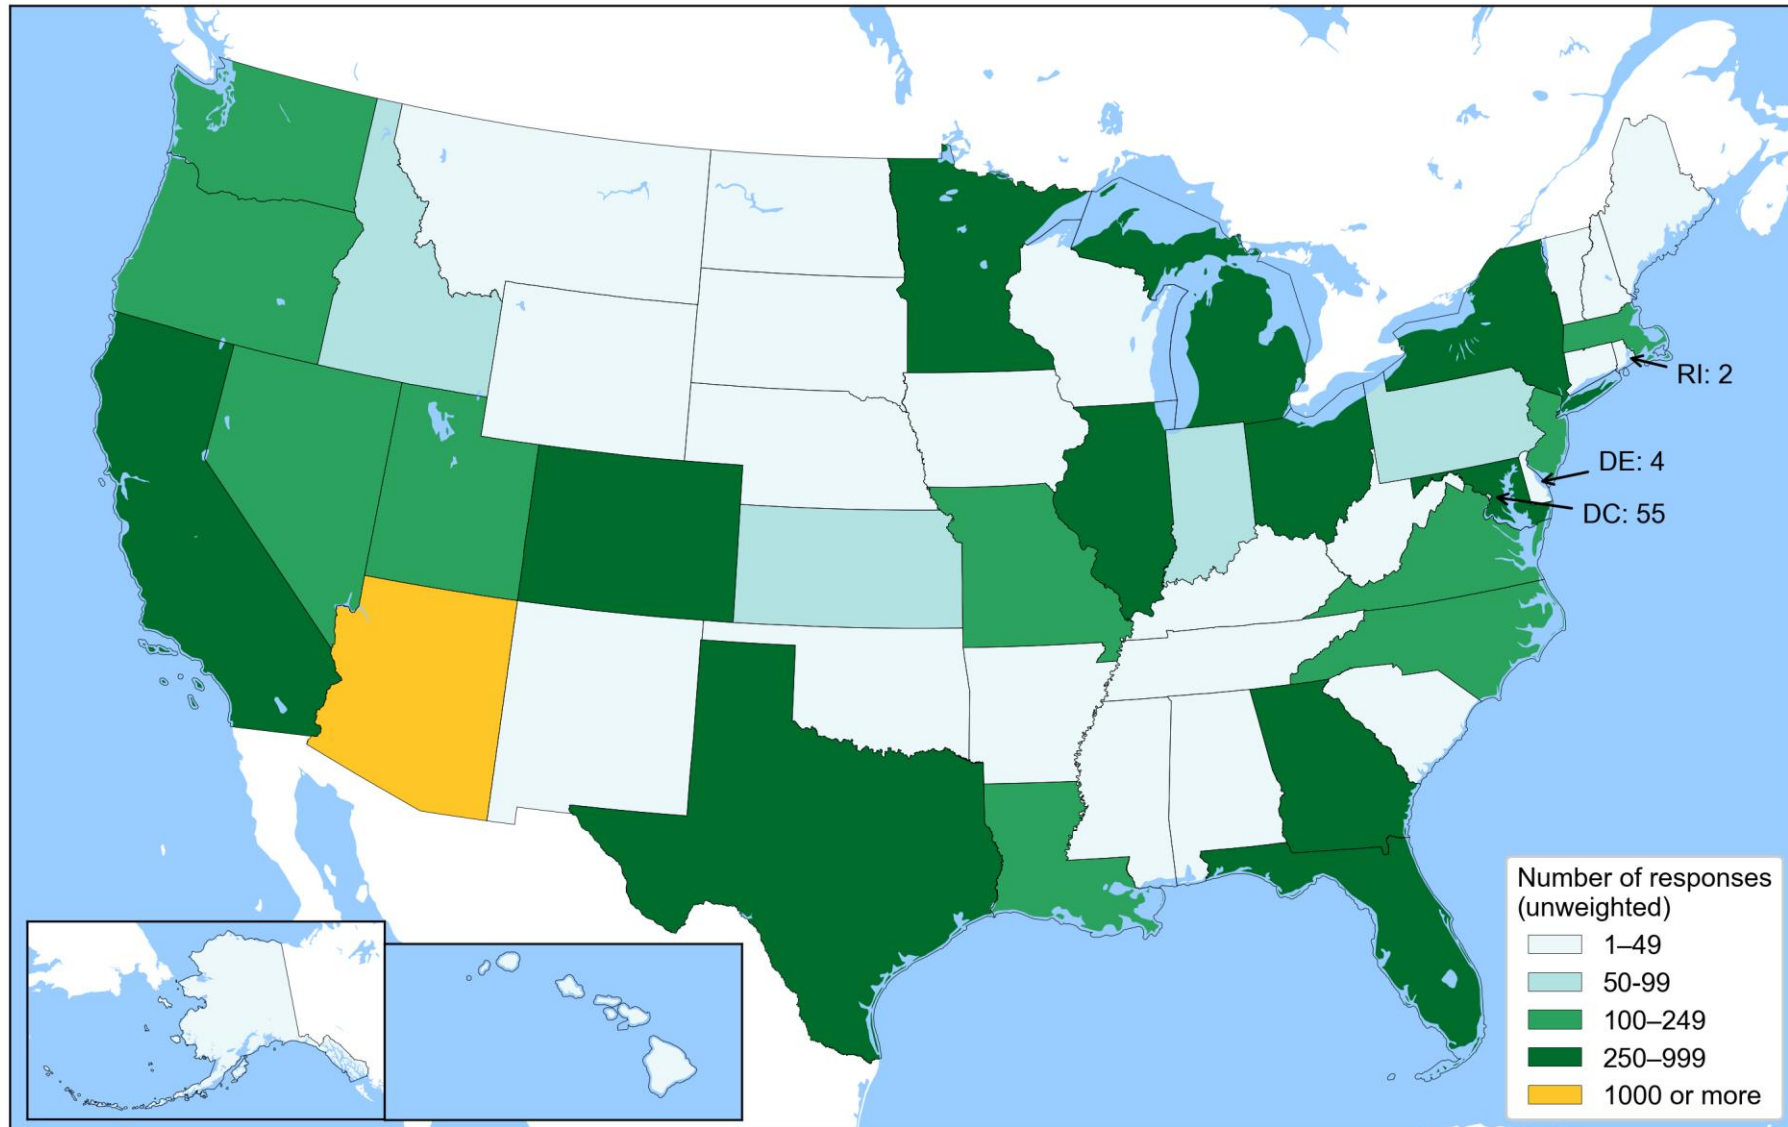 RI: 2
DE: 4
DC: 55
Number of responses
(unweighted)
1–49
50-99
100–249
250–999
1000 or more